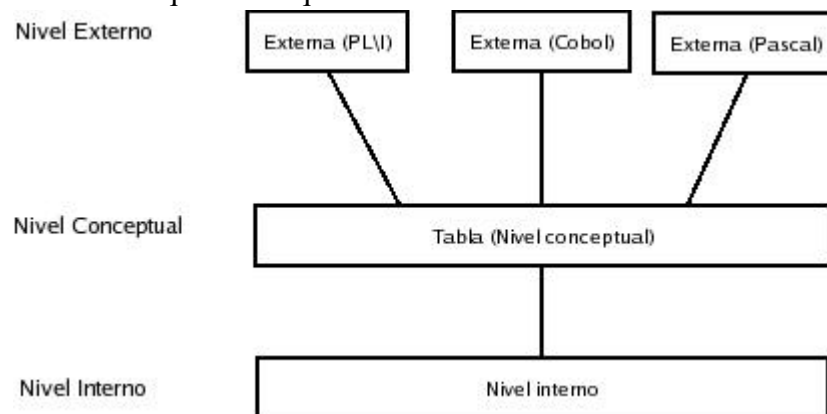 Nivel Externo
Externa (PL\I)
Externa (Cobol)
Externa (Pascal)
Nivel Conceptual
Tabla (Nivel conceptual)
Nivel Interno
Nivel interno